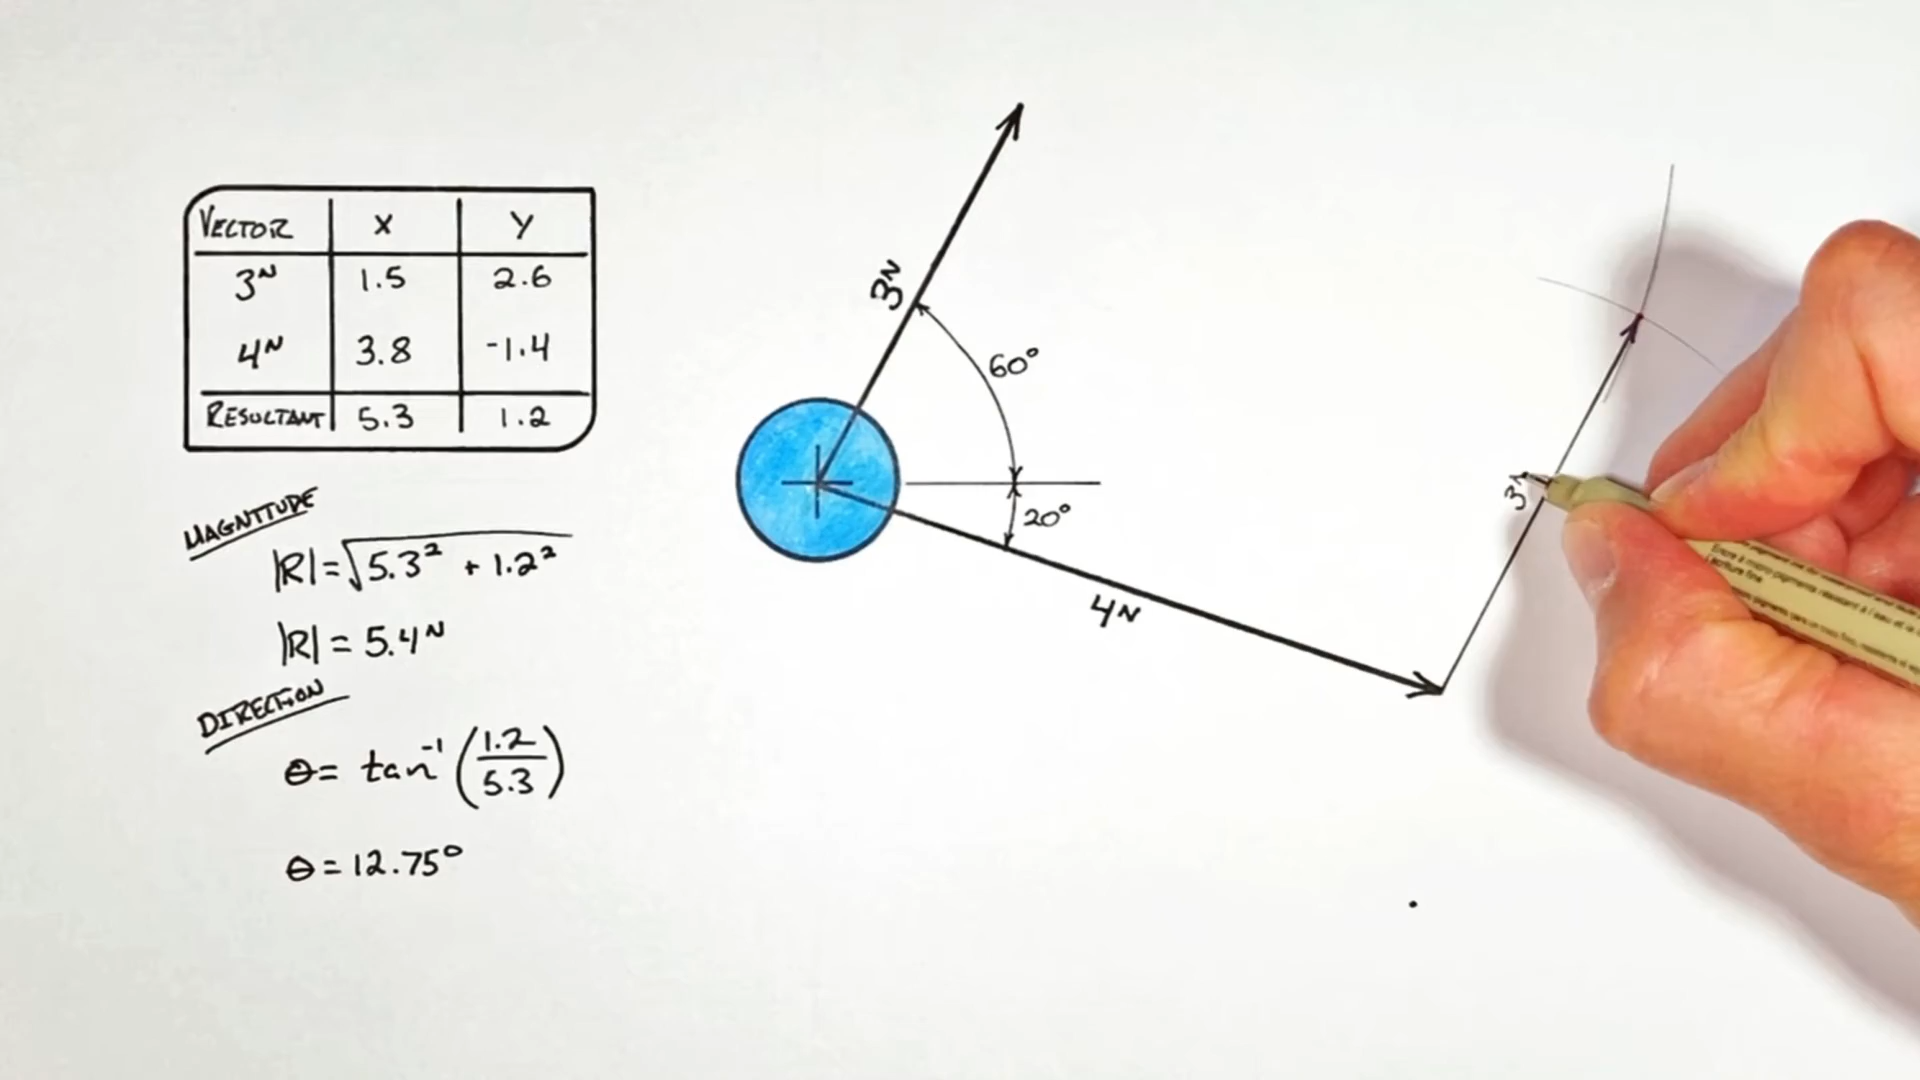 VECTOR X Y
3N 1.5 2.6
4N 3.8 -1.4
RESULTANT 5.3 1.2
MAGNITUDE
|R|=√5.3² + 1.2²
|R| = 5.4N
DIRECTION
θ= tan⁻¹ (1.2/5.3)
θ = 12.75°
3N
60°
20°
4N
3